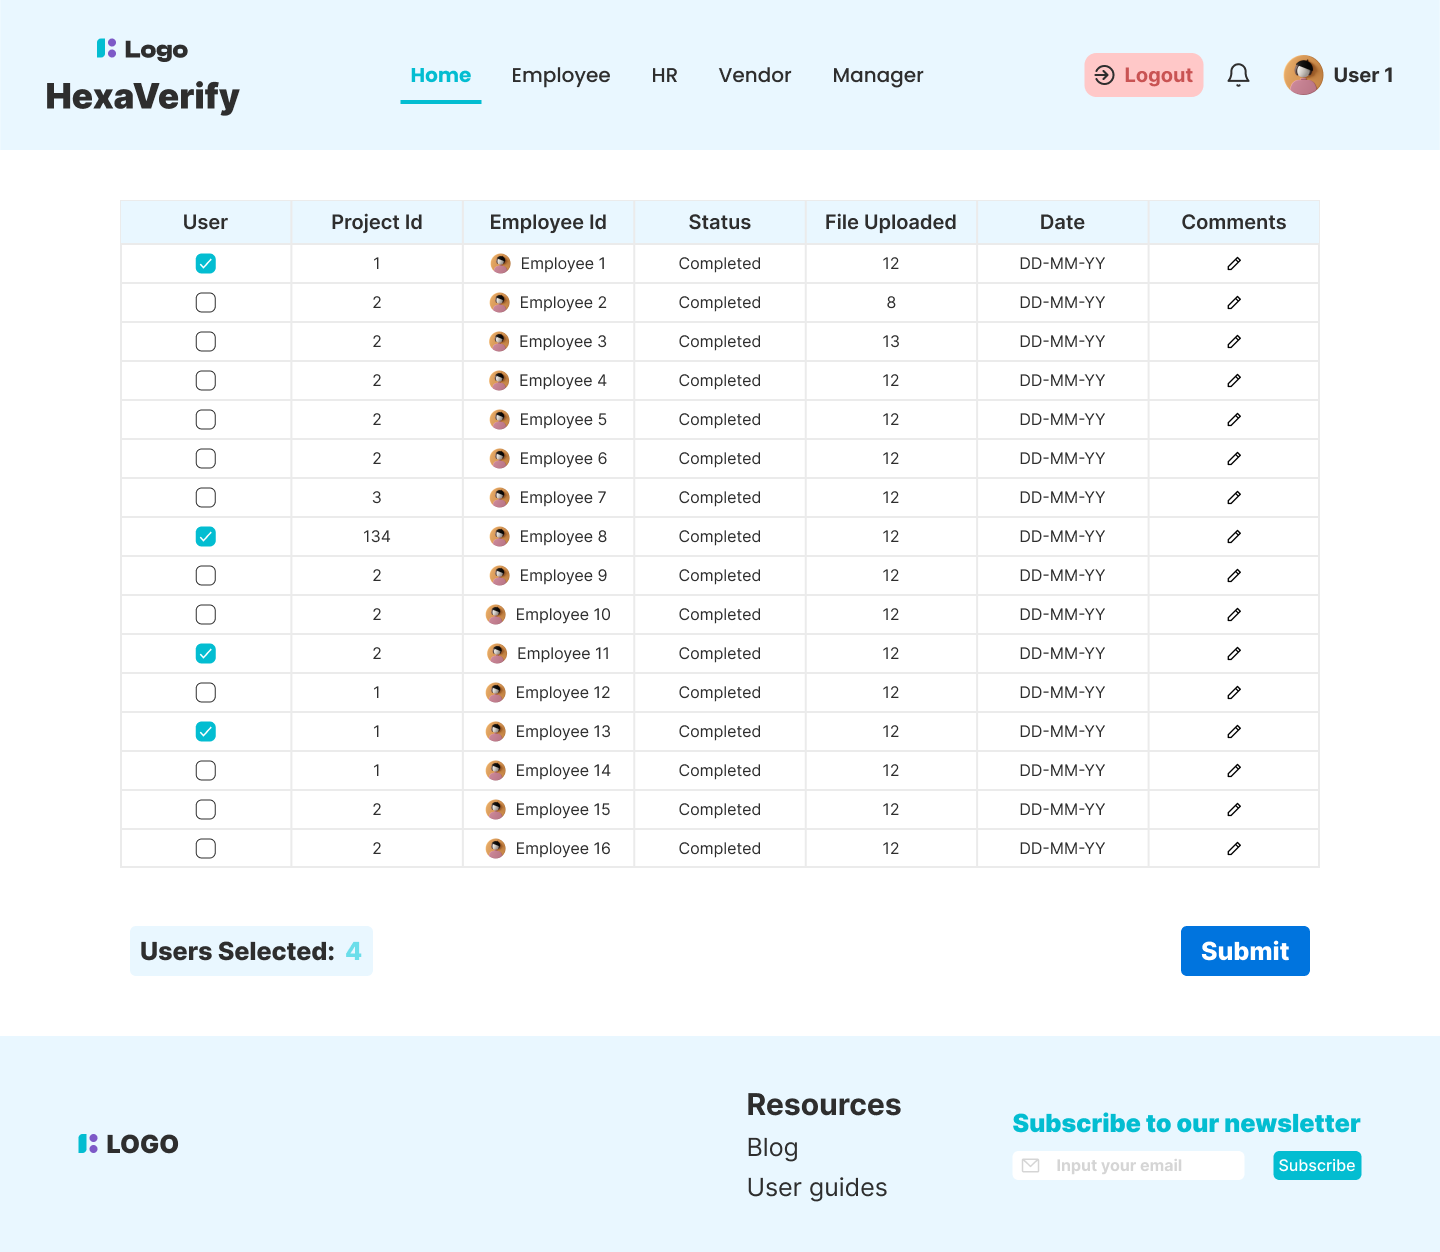 Logo
HexaVerify
Home Employee HR Vendor Manager
Logout
User 1
User Project Id Employee Id Status File Uploaded Date Comments
1 Employee 1 Completed 12 DD-MM-YY
2 Employee 2 Completed 8 DD-MM-YY
2 Employee 3 Completed 13 DD-MM-YY
2 Employee 4 Completed 12 DD-MM-YY
2 Employee 5 Completed 12 DD-MM-YY
2 Employee 6 Completed 12 DD-MM-YY
3 Employee 7 Completed 12 DD-MM-YY
134 Employee 8 Completed 12 DD-MM-YY
2 Employee 9 Completed 12 DD-MM-YY
2 Employee 10 Completed 12 DD-MM-YY
2 Employee 11 Completed 12 DD-MM-YY
1 Employee 12 Completed 12 DD-MM-YY
1 Employee 13 Completed 12 DD-MM-YY
1 Employee 14 Completed 12 DD-MM-YY
2 Employee 15 Completed 12 DD-MM-YY
2 Employee 16 Completed 12 DD-MM-YY
Users Selected: 4
Submit
LOGO
Resources
Blog
User guides
Subscribe to our newsletter
Input your email
Subscribe